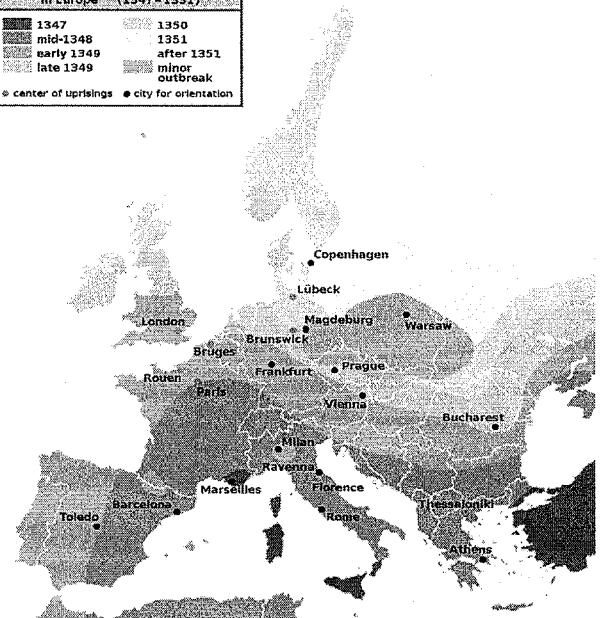 in Europe (1347-1351)
1347
mid-1348
early 1349
late 1349
1350
1351
after 1351
minor
outbreak
center of uprisings
city for orientation
Copenhagen
Lübeck
London
Magdeburg
Warsaw
Brunswick
Bruges
Frankfurt
Prague
Rouen
Paris
Vienna
Bucharest
Milan
Ravenna
Marseilles
Florence
Barcelona
Thessaloniki
Toledo
Rome
Athens